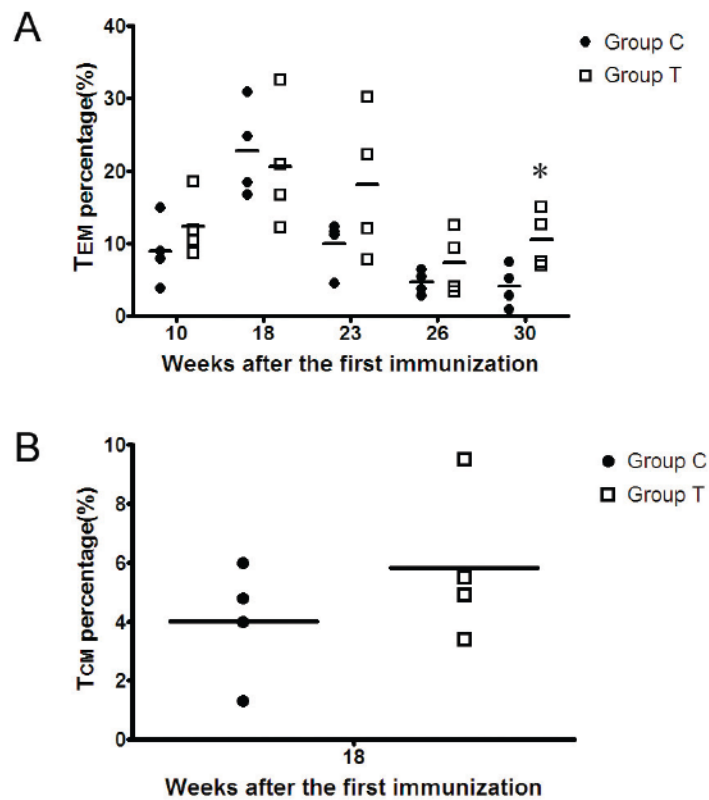 A
TEM percentage(%)
40
30
20
10
0
Group C
Group T
*
10 18 23 26 30
Weeks after the first immunization
B
TCM percentage(%)
10
8
6
4
2
0
Group C
Group T
18
Weeks after the first immunization